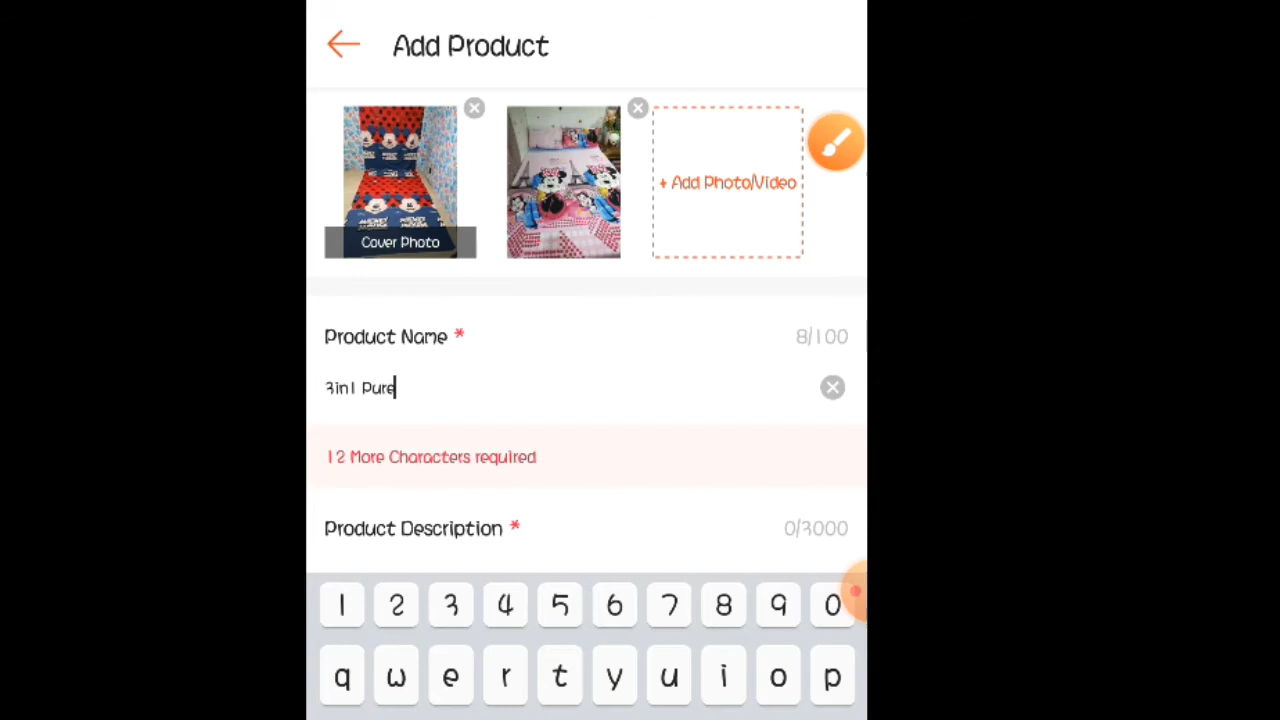 Add Product
Cover Photo
+ Add Photo/Video
Product Name *
8/100
3in1 Pure
12 More Characters required
Product Description *
0/3000
1 2 3 4 5 6 7 8 9 0
q w e r t y u i o p